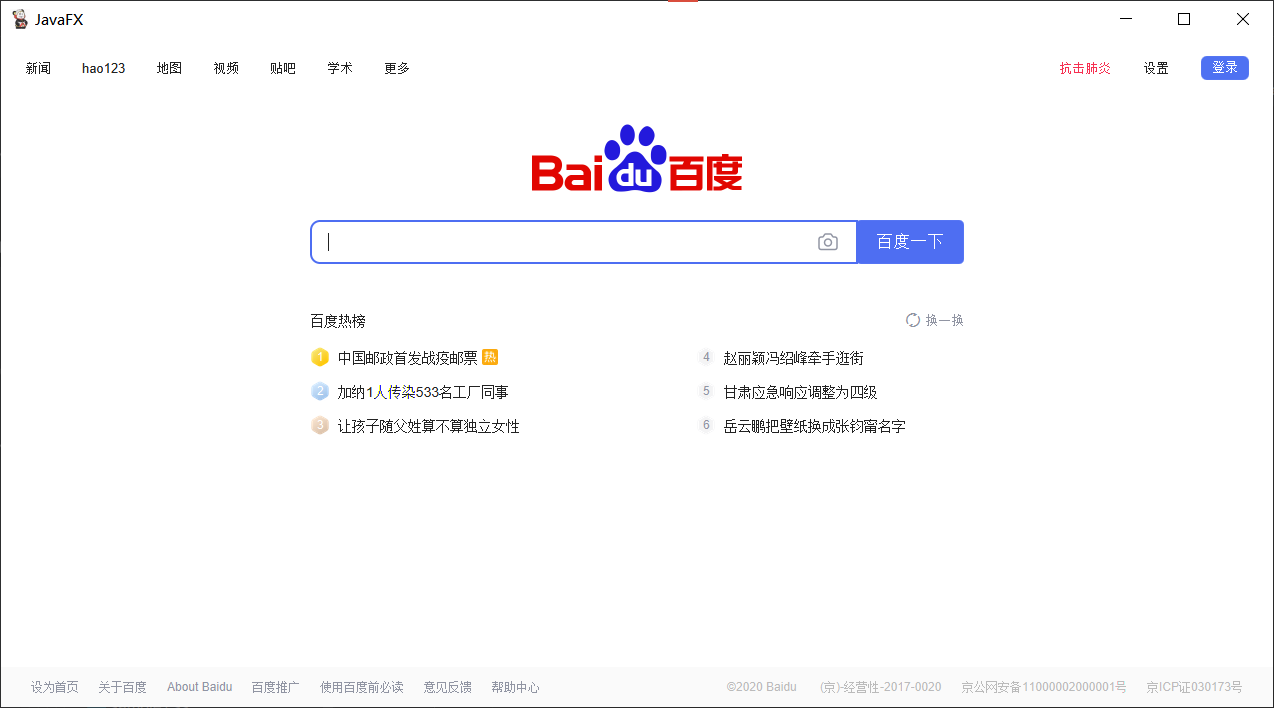 JavaFX
新闻 hao123 地图 视频 贴吧 学术 更多 抗击肺炎 设置 登录
Bai du 百度
百度一下
百度热榜 换一换
1 中国邮政首发战疫邮票 热 4 赵丽颖冯绍峰牵手逛街
2 加纳1人传染533名工厂同事 5 甘肃应急响应调整为四级
3 让孩子随父姓算不算独立女性 6 岳云鹏把壁纸换成张钧甯名字
设为首页 关于百度 About Baidu 百度推广 使用百度前必读 意见反馈 帮助中心 ©2020 Baidu (京)-经营性-2017-0020 京公网安备11000002000001号 京ICP证030173号